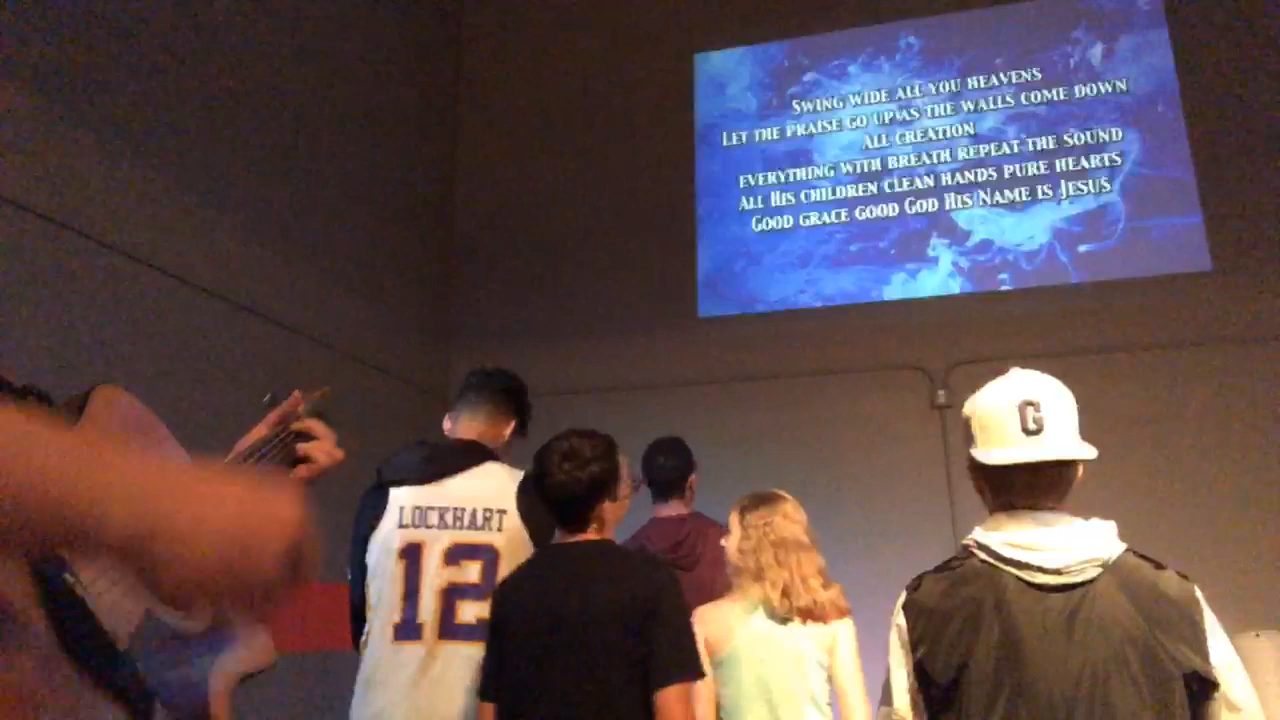 SWING WIDE ALL YOU HEAVENS
LET THE PRAISE GO UP AS THE WALLS COME DOWN
ALL CREATION
EVERYTHING WITH BREATH REPEAT THE SOUND
ALL HIS CHILDREN CLEAN HANDS PURE HEARTS
GOOD GRACE GOOD GOD HIS NAME IS JESUS
LOCKHART
12
G